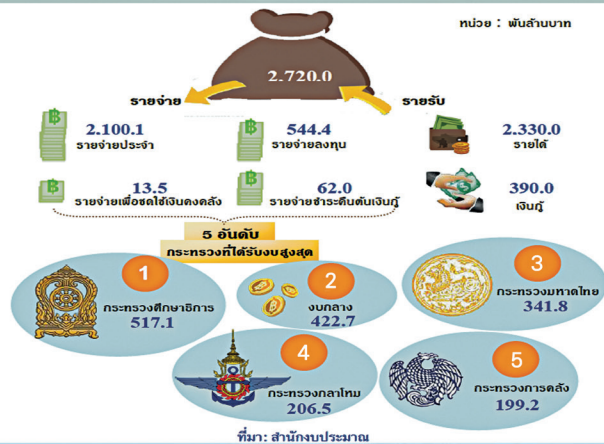 หน่วย : พันล้านบาท
2.720.0
รายจ่าย
รายรับ
2.100.1
รายจ่ายประจำ
544.4
รายจ่ายลงทุน
2.330.0
รายได้
13.5
รายจ่ายเพื่อชดใช้เงินคงคลัง
62.0
รายจ่ายชำระคืนต้นเงินกู้
390.0
เงินกู้
5 อันดับ
กระทรวงที่ได้รับงบสูงสุด
1
กระทรวงศึกษาธิการ
517.1
2
งบกลาง
422.7
3
กระทรวงมหาดไทย
341.8
4
กระทรวงกลาโหม
206.5
5
กระทรวงการคลัง
199.2
ที่มา: สำนักงบประมาณ